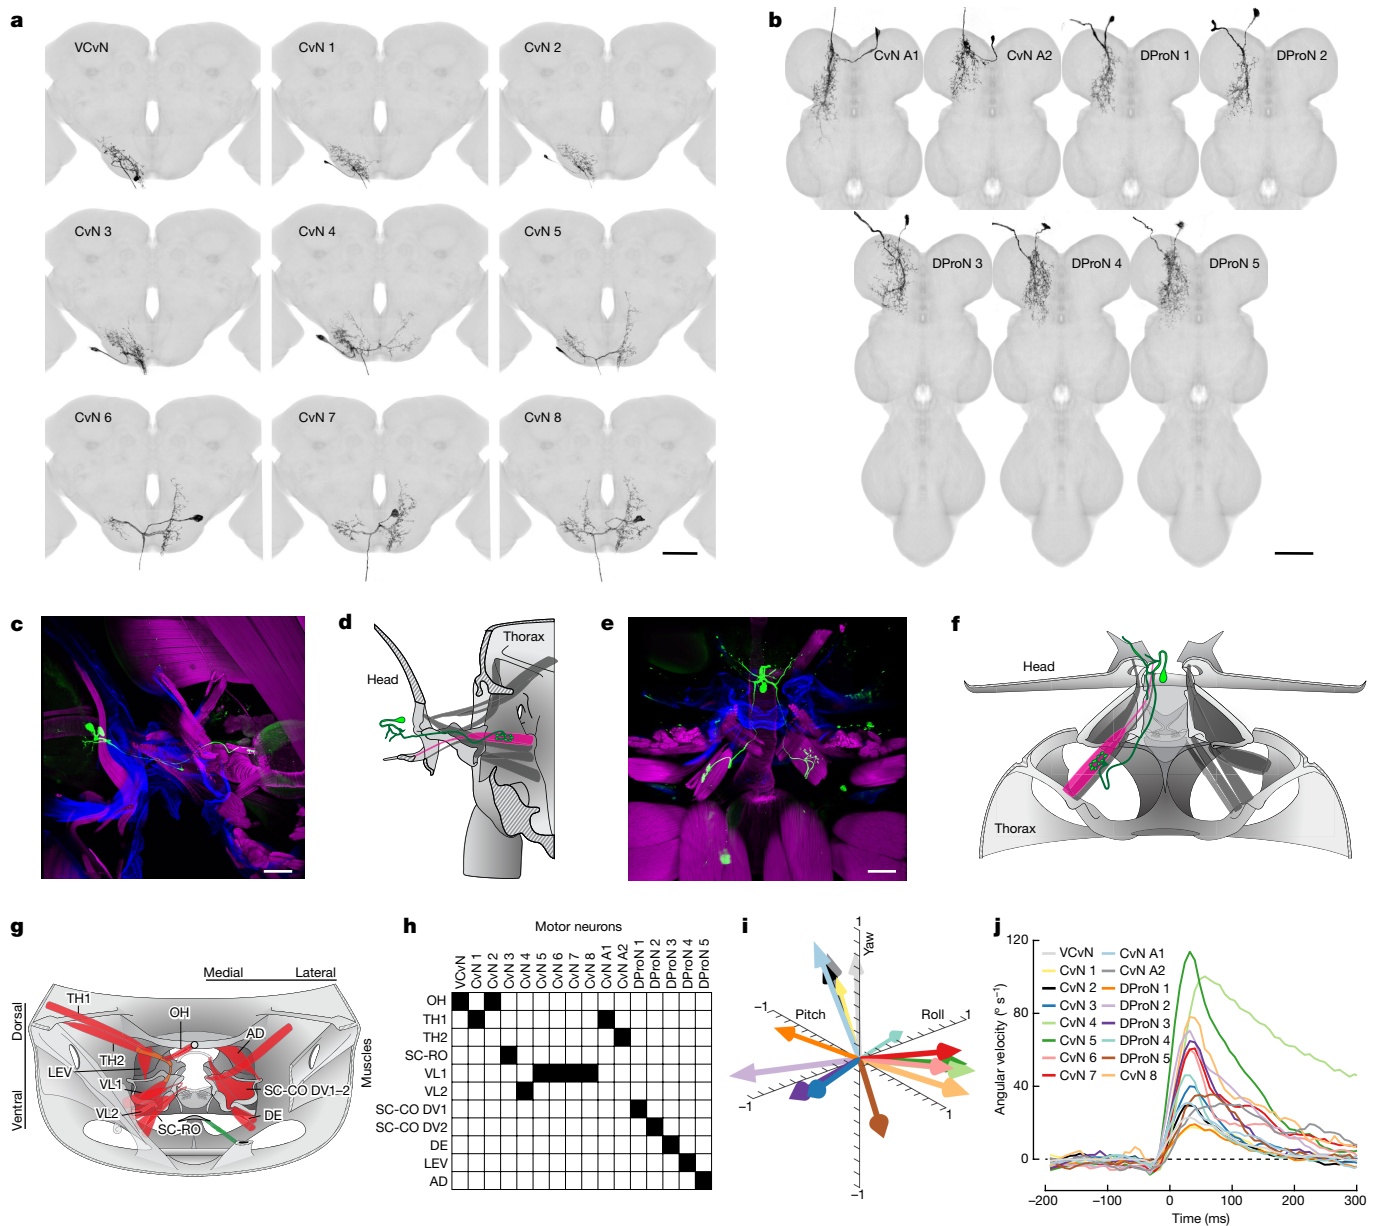 a
VCvN
CvN 1
CvN 2
CvN 3
CvN 4
CvN 5
CvN 6
CvN 7
CvN 8
b
CvN A1
CvN A2
DProN 1
DProN 2
DProN 3
DProN 4
DProN 5
c
d
Thorax
Head
e
f
Head
Thorax
g
Medial
Lateral
Dorsal
Ventral
TH1
OH
AD
TH2
LEV
VL1
SC-CO DV1–2
VL2
DE
SC-RO
h
Motor neurons
VCvN
CvN 1
CvN 2
CvN 3
CvN 4
CvN 5
CvN 6
CvN 7
CvN 8
CvN A1
CvN A2
DProN 1
DProN 2
DProN 3
DProN 4
DProN 5
Muscles
OH
TH1
TH2
SC-RO
VL1
VL2
SC-CO DV1
SC-CO DV2
DE
LEV
AD
i
1
Yaw
−1
Pitch
Roll
1
−1
1
−1
j
Angular velocity (° s−1)
120
80
40
0
VCvN
CvN 1
CvN 2
CvN 3
CvN 4
CvN 5
CvN 6
CvN 7
CvN A1
CvN A2
DProN 1
DProN 2
DProN 3
DProN 4
DProN 5
CvN 8
−200
−100
0
100
200
300
Time (ms)